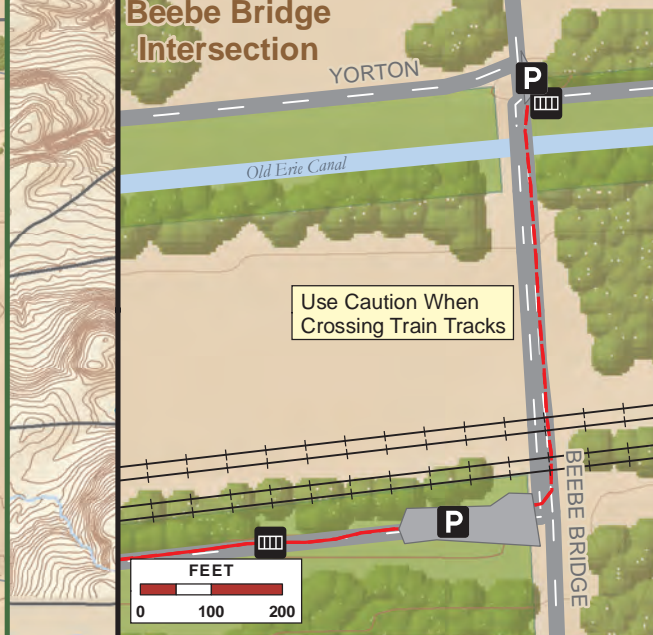 Beebe Bridge
Intersection
YORTON
P
Old Erie Canal
Use Caution When
Crossing Train Tracks
BEEBE BRIDGE
P
FEET
0 100 200